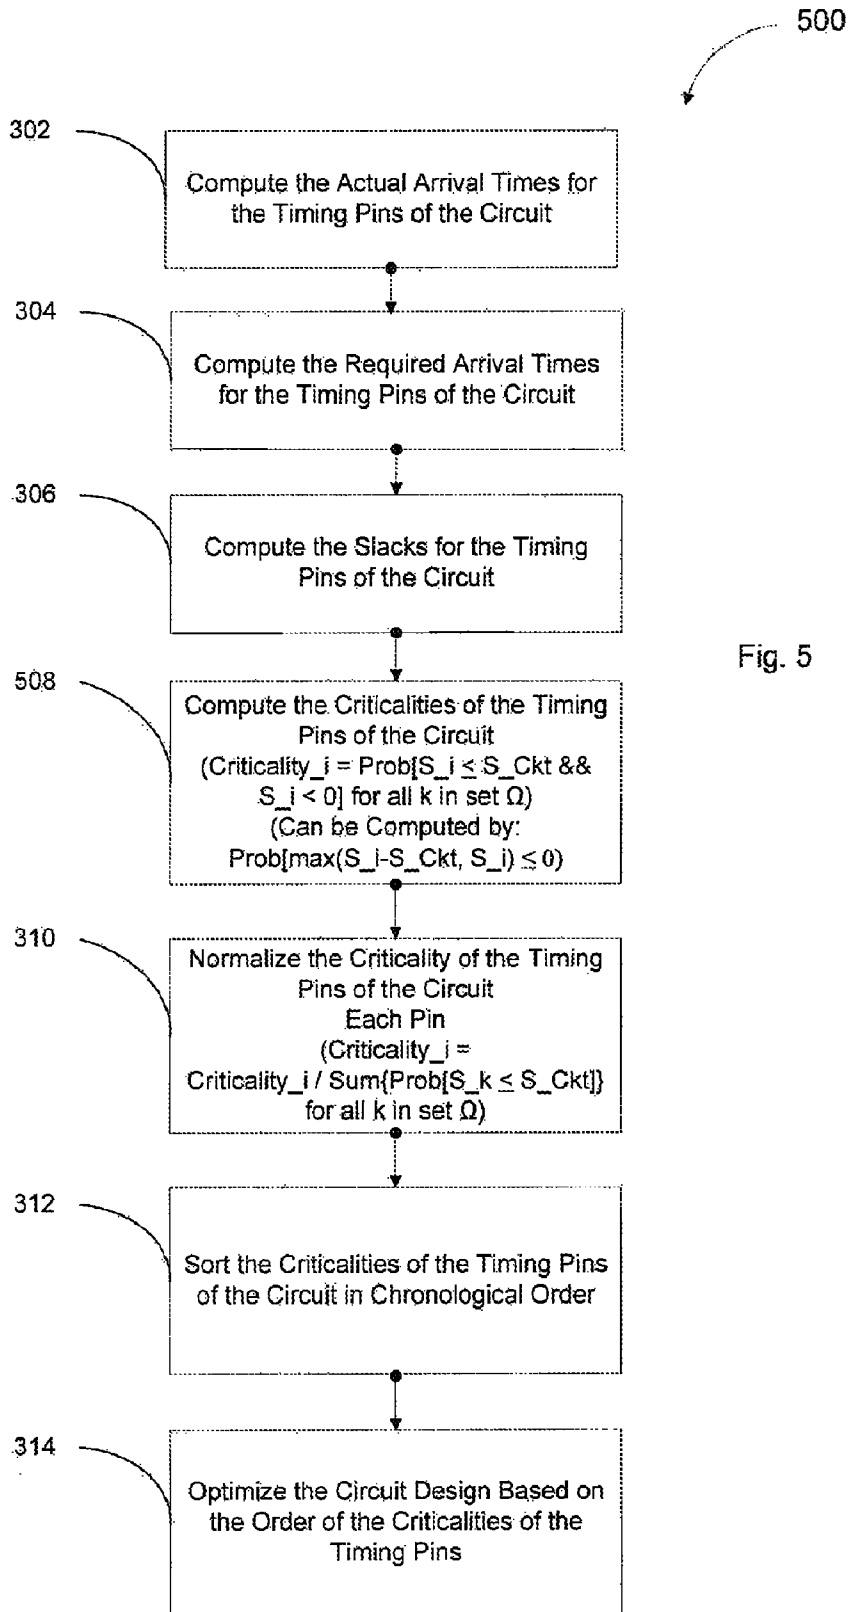 500
302
Compute the Actual Arrival Times for
the Timing Pins of the Circuit
304
Compute the Required Arrival Times
for the Timing Pins of the Circuit
306
Compute the Slacks for the Timing
Pins of the Circuit
Fig. 5
508
Compute the Criticalities of the Timing
Pins of the Circuit
(Criticality_i = Prob[S_i ≤ S_Ckt &&
S_i < 0] for all k in set Ω)
(Can be Computed by:
Prob[max(S_i-S_Ckt, S_i) ≤ 0)
310
Normalize the Criticality of the Timing
Pins of the Circuit
Each Pin
(Criticality_i =
Criticality_i / Sum{Prob[S_k ≤ S_Ckt]}
for all k in set Ω)
312
Sort the Criticalities of the Timing Pins
of the Circuit in Chronological Order
314
Optimize the Circuit Design Based on
the Order of the Criticalities of the
Timing Pins